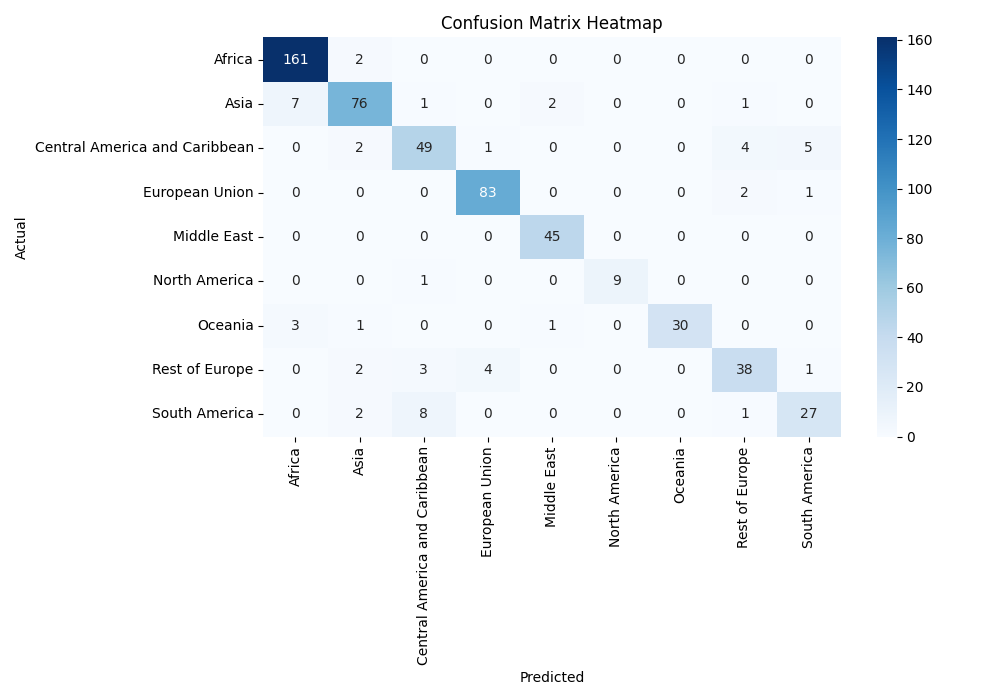 Confusion Matrix Heatmap
Africa 161 2 0 0 0 0 0 0 0
Asia 7 76 1 0 2 0 0 1 0
Central America and Caribbean 0 2 49 1 0 0 0 4 5
European Union 0 0 0 83 0 0 0 2 1
Middle East 0 0 0 0 45 0 0 0 0
North America 0 0 1 0 0 9 0 0 0
Oceania 3 1 0 0 1 0 30 0 0
Rest of Europe 0 2 3 4 0 0 0 38 1
South America 0 2 8 0 0 0 0 1 27
Actual
Africa
Asia
Central America and Caribbean
European Union
Middle East
North America
Oceania
Rest of Europe
South America
Predicted
160
140
120
100
80
60
40
20
0